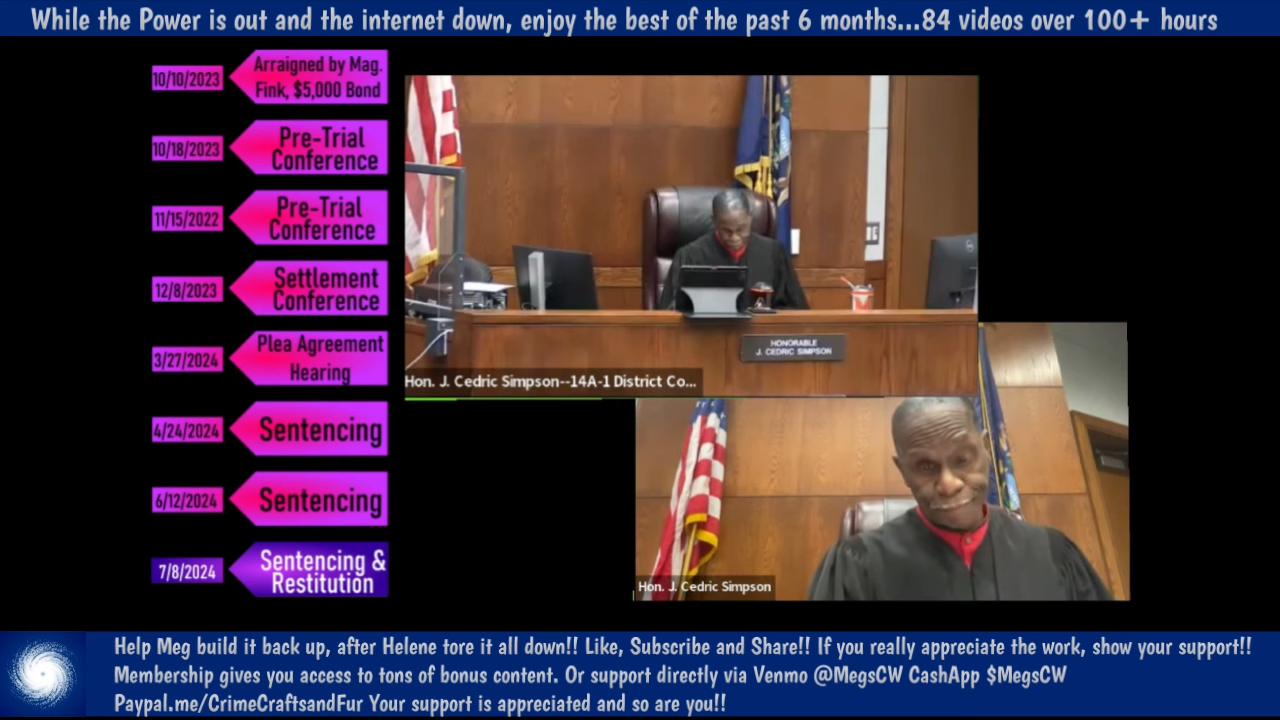 While the Power is out and the internet down, enjoy the best of the past 6 months...84 videos over 100+ hours
10/10/2023
Arraigned by Mag.
Fink, $5,000 Bond
10/18/2023
Pre-Trial
Conference
11/15/2022
Pre-Trial
Conference
12/8/2023
Settlement
Conference
3/27/2024
Plea Agreement
Hearing
4/24/2024
Sentencing
6/12/2024
Sentencing
7/8/2024
Sentencing &
Restitution
HONORABLE
J. CEDRIC SIMPSON
Hon. J. Cedric Simpson--14A-1 District Co...
Hon. J. Cedric Simpson
Help Meg build it back up, after Helene tore it all down!! Like, Subscribe and Share!! If you really appreciate the work, show your support!!
Membership gives you access to tons of bonus content. Or support directly via Venmo @MegsCW CashApp $MegsCW
Paypal.me/CrimeCraftsandFur Your support is appreciated and so are you!!